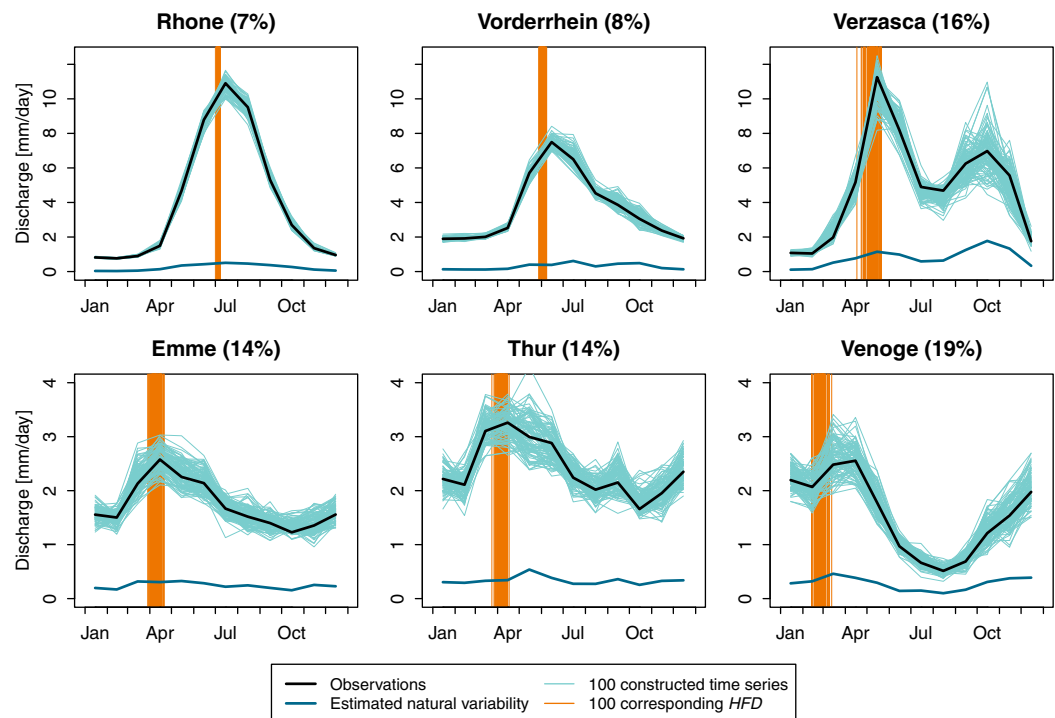 Rhone (7%)
Vorderrhein (8%)
Verzasca (16%)
Discharge [mm/day]
0 2 4 6 8 10
Jan Apr Jul Oct
0 2 4 6 8 10
Jan Apr Jul Oct
0 2 4 6 8 10
Jan Apr Jul Oct
Emme (14%)
Thur (14%)
Venoge (19%)
Discharge [mm/day]
0 1 2 3 4
Jan Apr Jul Oct
0 1 2 3 4
Jan Apr Jul Oct
0 1 2 3 4
Jan Apr Jul Oct
Observations
Estimated natural variability
100 constructed time series
100 corresponding HFD